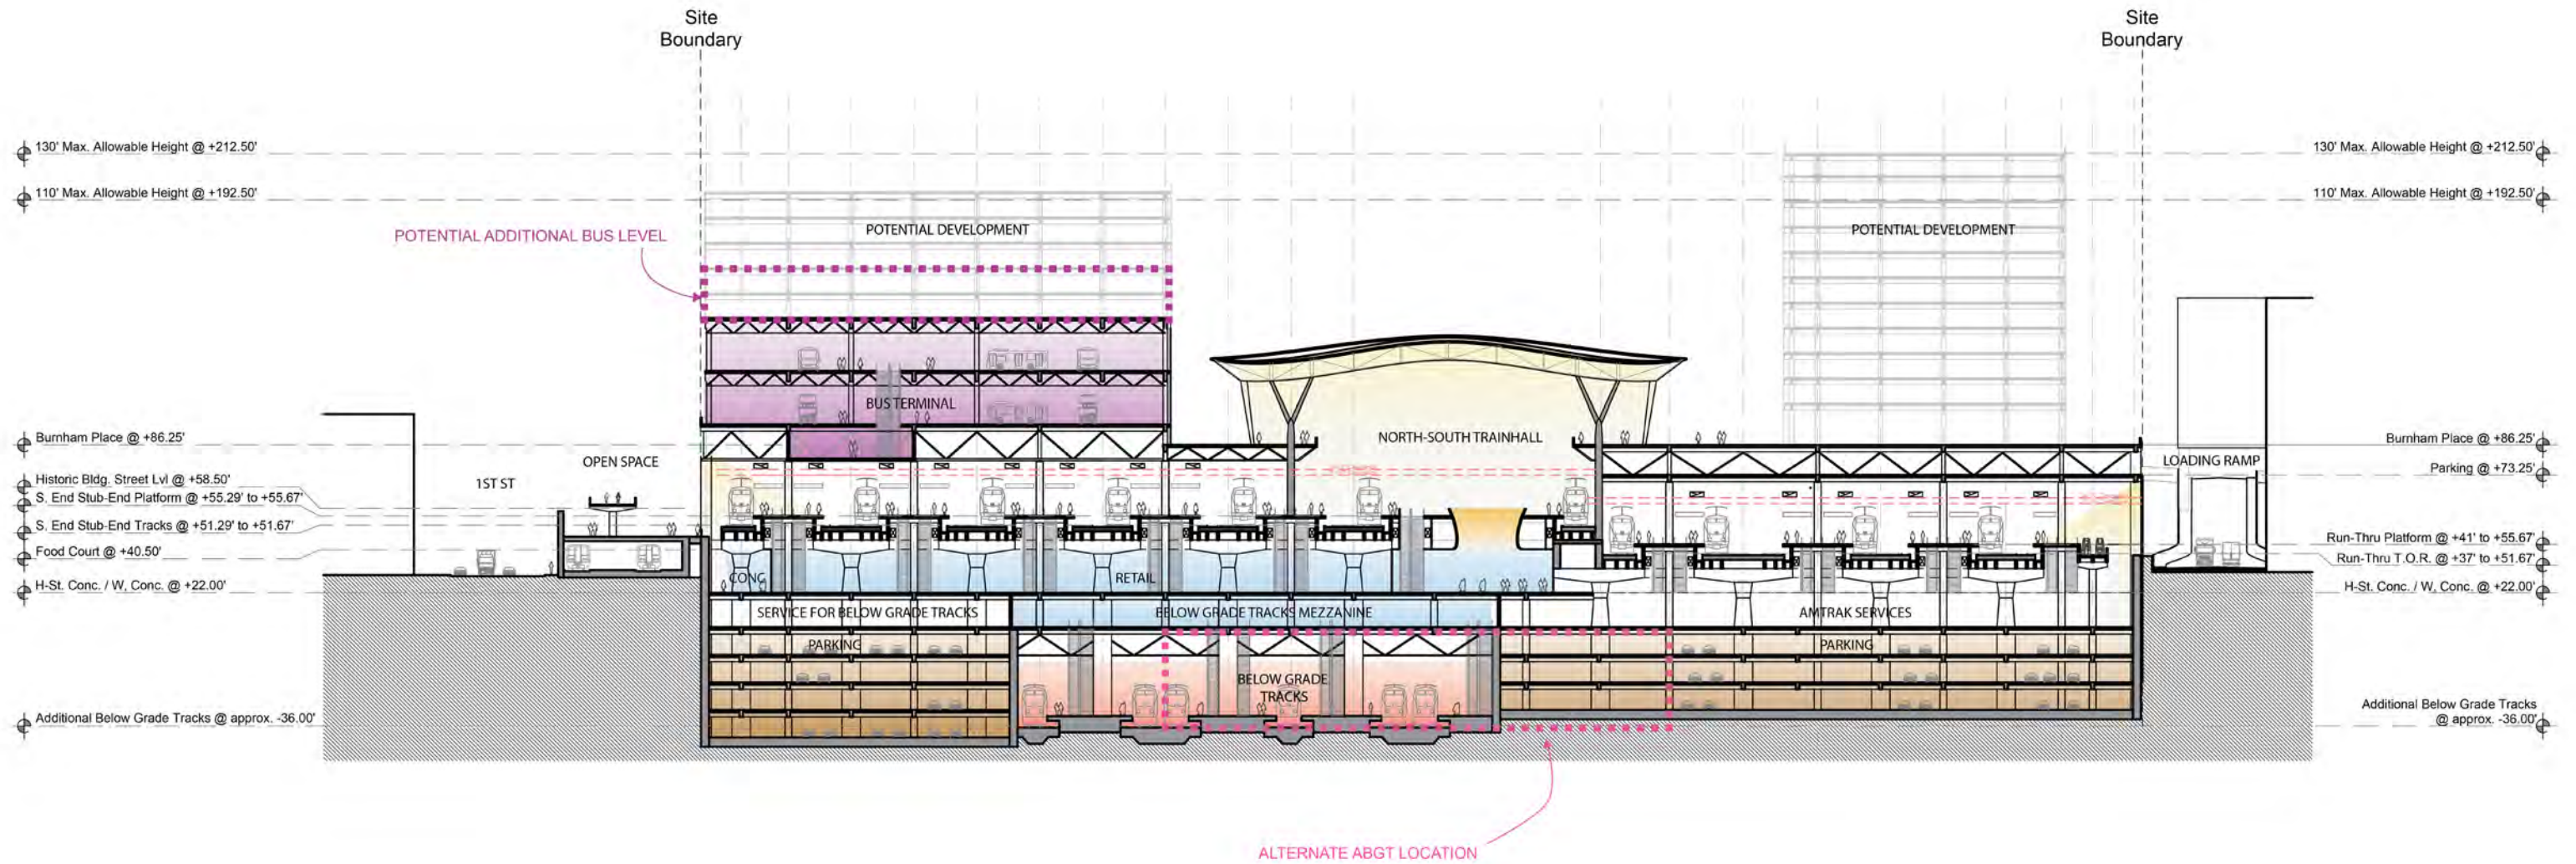 Site
Boundary
Site
Boundary
130' Max. Allowable Height @ +212.50'
130' Max. Allowable Height @ +212.50'
110' Max. Allowable Height @ +192.50'
110' Max. Allowable Height @ +192.50'
POTENTIAL ADDITIONAL BUS LEVEL
POTENTIAL DEVELOPMENT
POTENTIAL DEVELOPMENT
BUS TERMINAL
Burnham Place @ +86.25'
NORTH-SOUTH TRAINHALL
Burnham Place @ +86.25'
OPEN SPACE
LOADING RAMP
Parking @ +73.25'
Historic Bldg. Street Lvl @ +58.50'
1ST ST
S. End Stub-End Platform @ +55.29' to +55.67'
S. End Stub-End Tracks @ +51.29' to +51.67'
Run-Thru Platform @ +41' to +55.67'
Food Court @ +40.50'
Run-Thru T.O.R. @ +37' to +51.67'
CONC
RETAIL
H-St. Conc. / W, Conc. @ +22.00'
H-St. Conc. / W, Conc. @ +22.00'
SERVICE FOR BELOW GRADE TRACKS
BELOW GRADE TRACKS MEZZANINE
AMTRAK SERVICES
PARKING
PARKING
BELOW GRADE
TRACKS
Additional Below Grade Tracks @ approx. -36.00'
Additional Below Grade Tracks
@ approx. -36.00'
ALTERNATE ABGT LOCATION